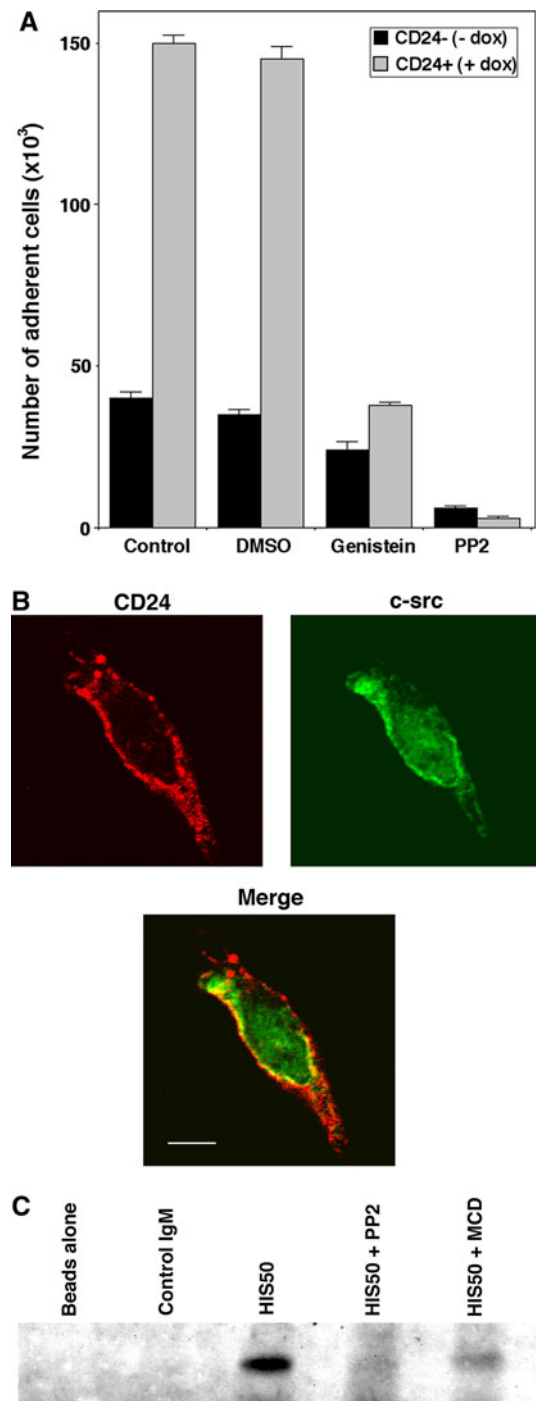 A
Number of adherent cells (x10³)
150
100
50
0
CD24- (- dox)
CD24+ (+ dox)
Control DMSO Genistein PP2
B
CD24
c-src
Merge
C
Beads alone
Control IgM
HIS50
HIS50 + PP2
HIS50 + MCD